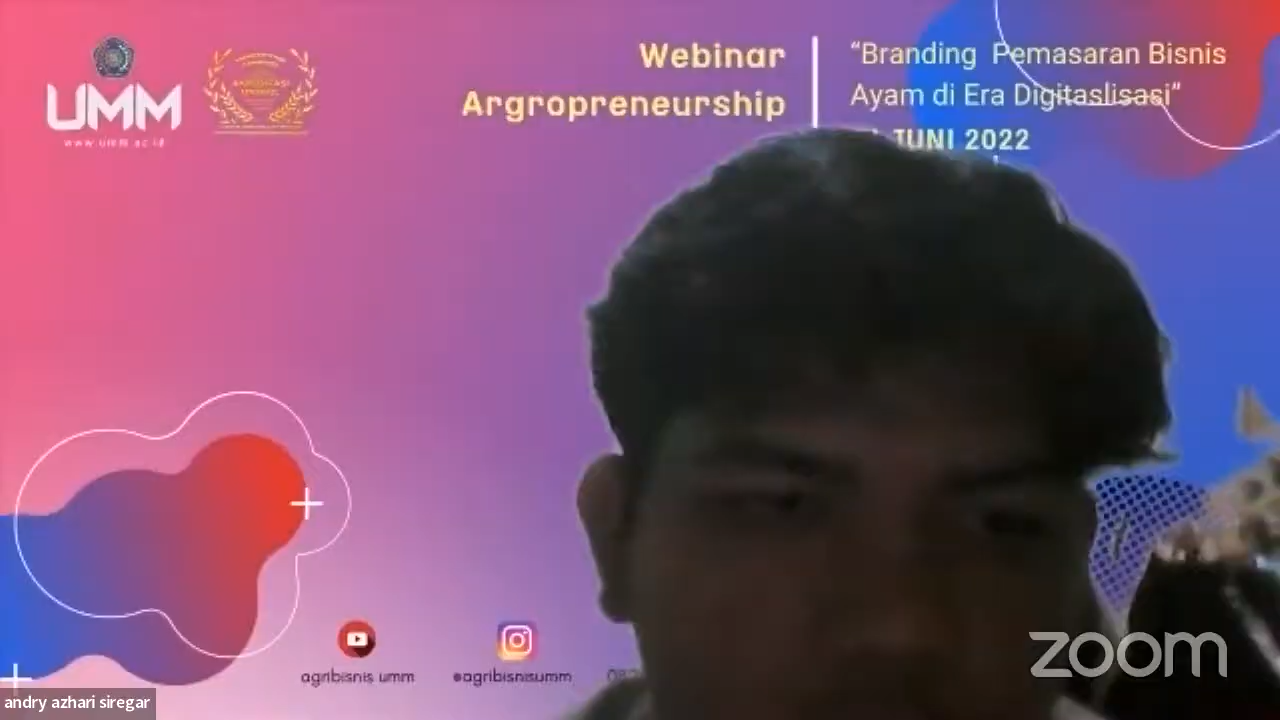 UMM
www.umm.ac.id
Webinar
Argropreneurship
“Branding Pemasaran Bisnis
Ayam di Era Digitaslisasi”
JUNI 2022
agribisnis umm
@agribisnisumm
zoom
andry azhari siregar